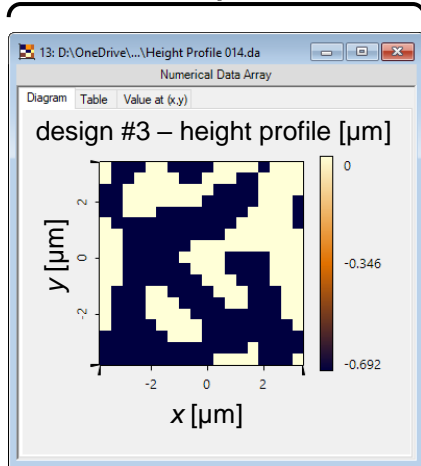 13: D:\OneDrive\...\Height Profile 014.da
Numerical Data Array
Diagram Table Value at (x,y)
design #3 – height profile [µm]
0
-0.346
-0.692
2
0
-2
y [µm]
-2 0 2
x [µm]